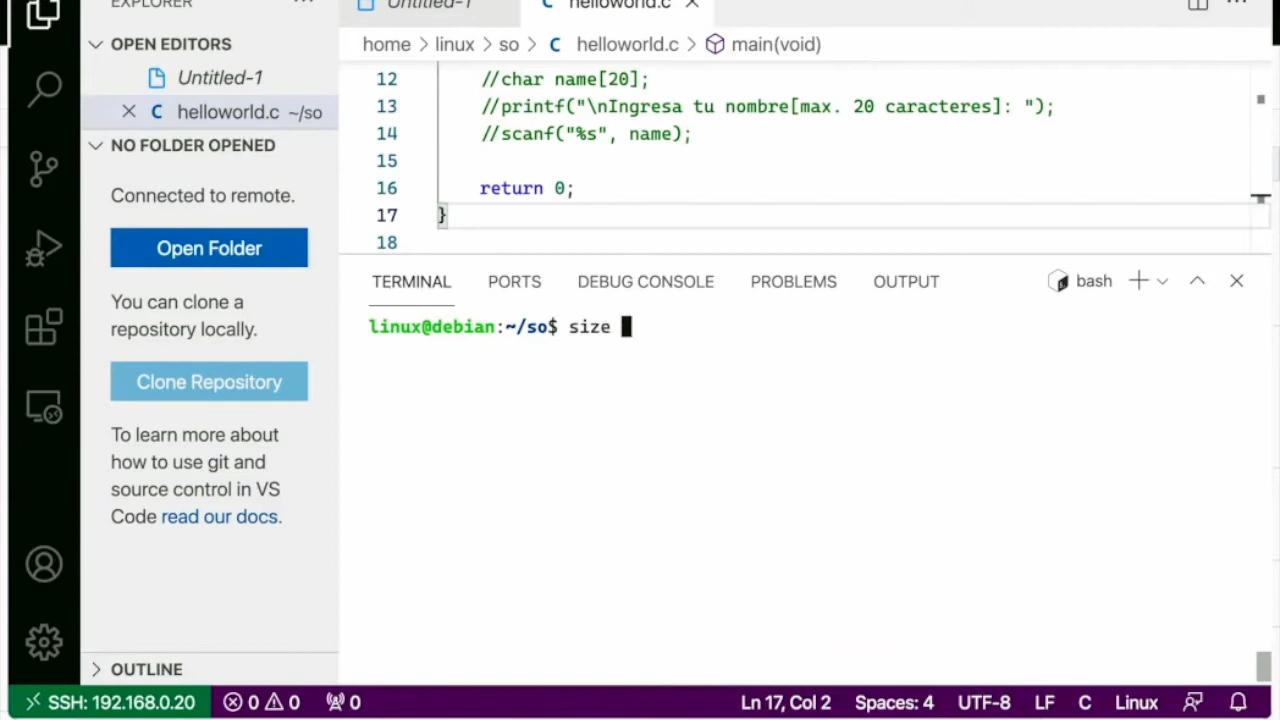 EXPLORER
Untitled-1
helloworld.c
OPEN EDITORS
Untitled-1
helloworld.c ~/so
NO FOLDER OPENED
Connected to remote.
Open Folder
You can clone a
repository locally.
Clone Repository
To learn more about
how to use git and
source control in VS
Code read our docs.
OUTLINE
home > linux > so > C helloworld.c > main(void)
12 //char name[20];
13 //printf("\nIngresa tu nombre[max. 20 caracteres]: ");
14 //scanf("%s", name);
15
16 return 0;
17 }
18
TERMINAL PORTS DEBUG CONSOLE PROBLEMS OUTPUT bash
linux@debian:~/so$ size
SSH: 192.168.0.20 0 0 0 Ln 17, Col 2 Spaces: 4 UTF-8 LF C Linux